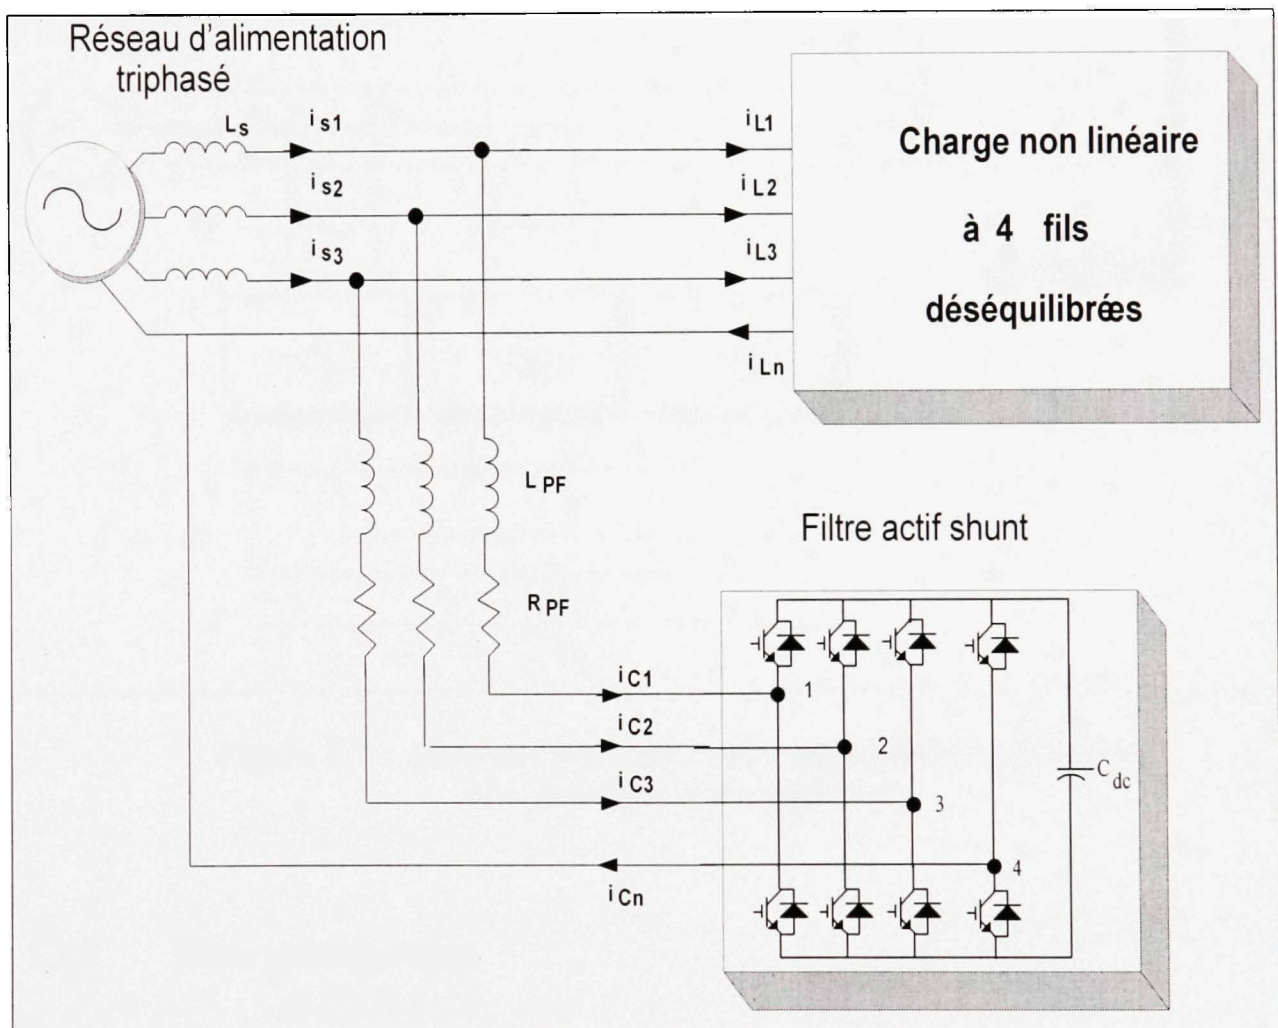 Réseau d'alimentation
triphasé
Ls
is1
is2
is3
iL1
iL2
iL3
iLn
Charge non linéaire
à 4 fils
déséquilibrées
LPF
RPF
Filtre actif shunt
iC1
iC2
iC3
iCn
1
2
3
4
Cdc